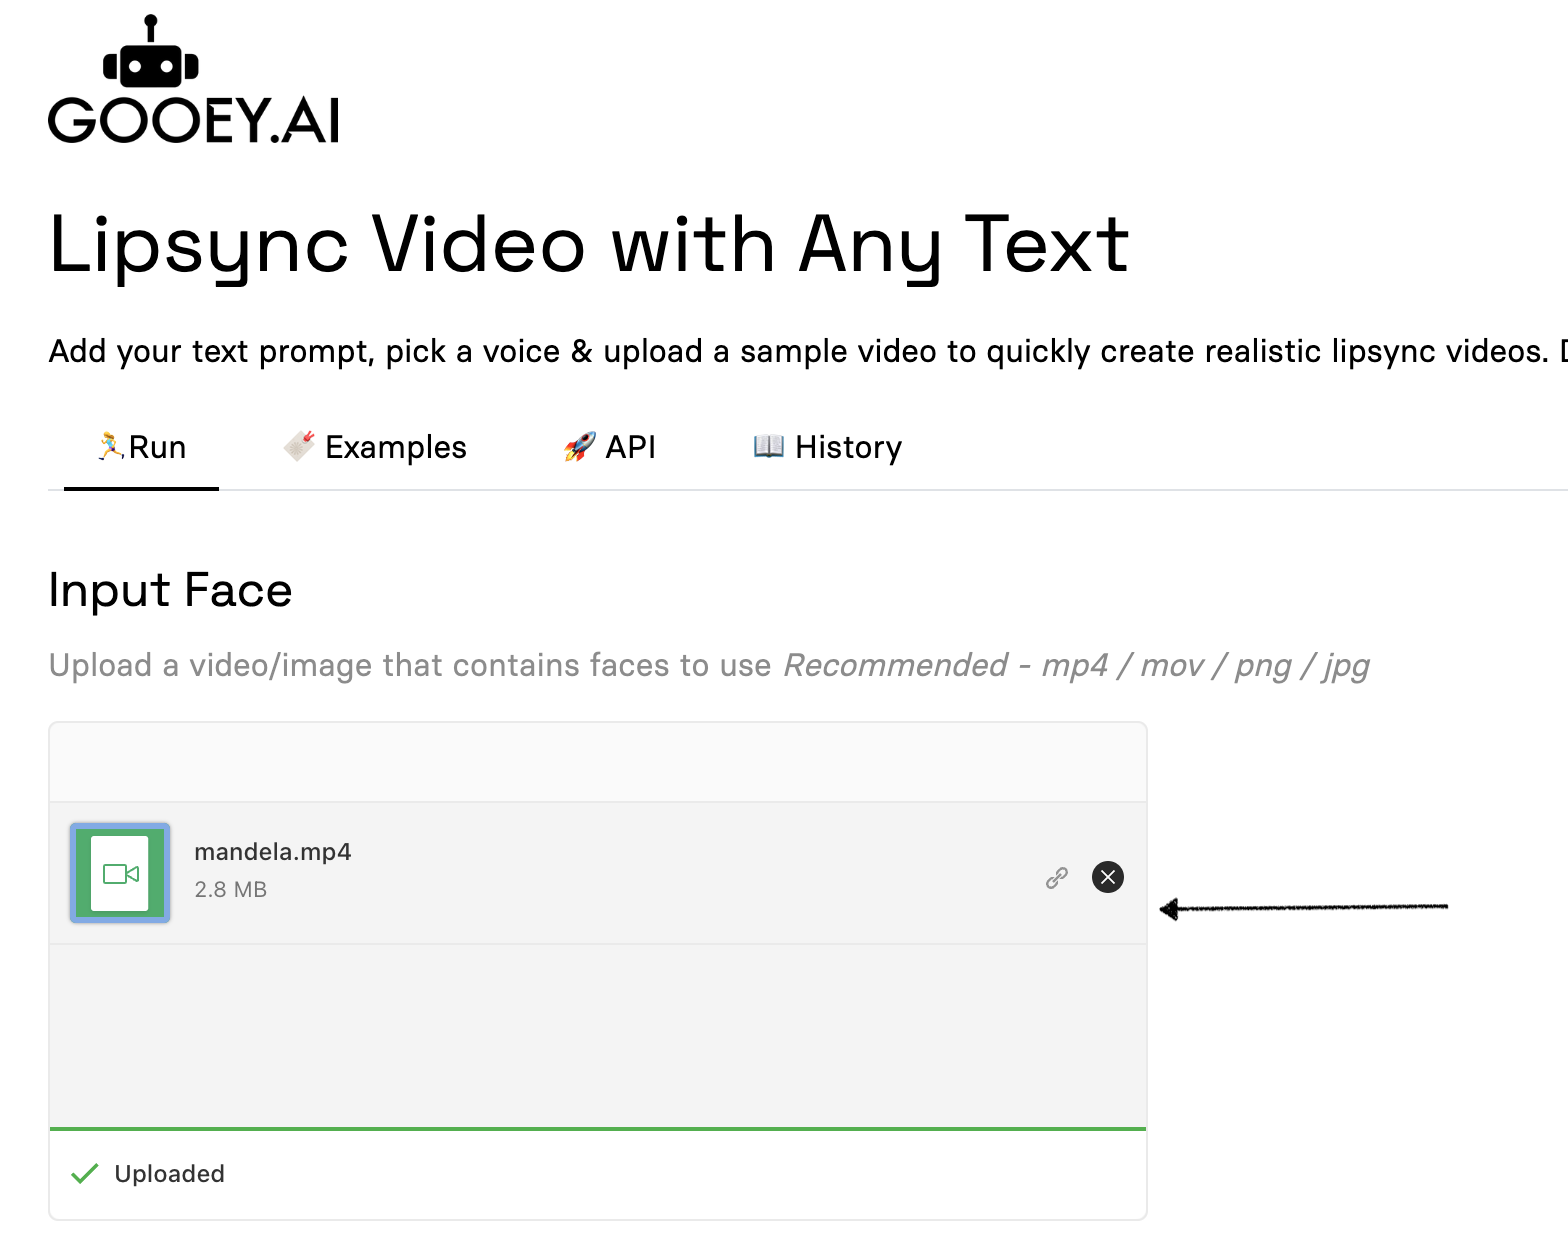 GOOEY.AI
Lipsync Video with Any Text
Add your text prompt, pick a voice & upload a sample video to quickly create realistic lipsync videos.
Run Examples API History
Input Face
Upload a video/image that contains faces to use Recommended - mp4 / mov / png / jpg
mandela.mp4
2.8 MB
Uploaded